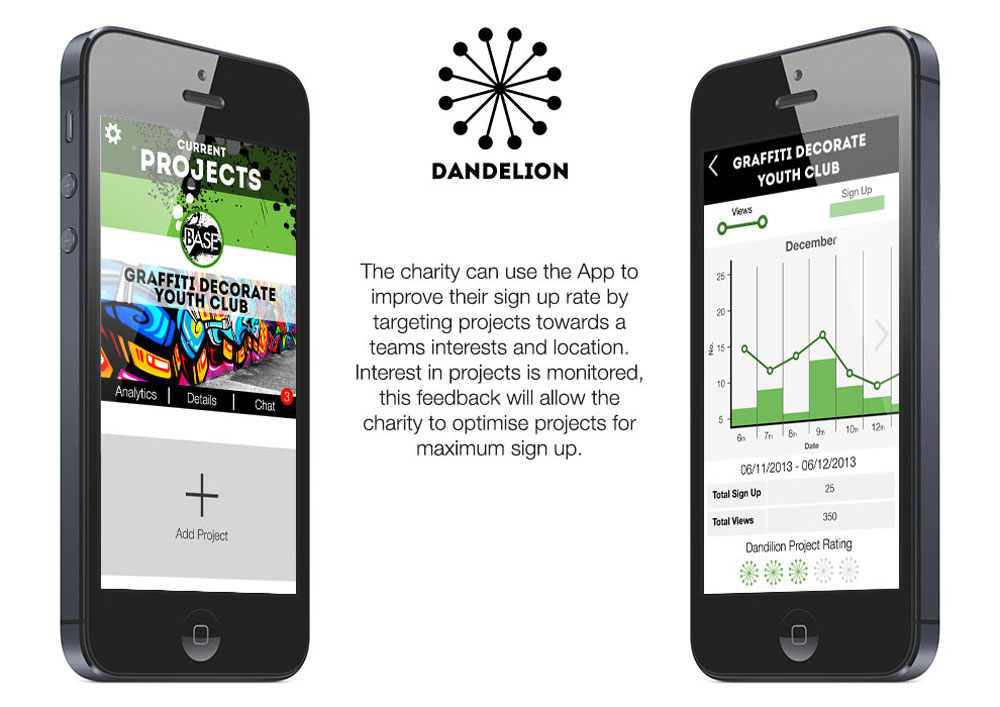 CURRENT
PROJECTS
BASE
GRAFFITI DECORATE
YOUTH CLUB
Analytics | Details | Chat 3
Add Project
DANDELION
The charity can use the App to
improve their sign up rate by
targeting projects towards a
teams interests and location.
Interest in projects is monitored,
this feedback will allow the
charity to optimise projects for
maximum sign up.
GRAFFITI DECORATE
YOUTH CLUB
Views
Sign Up
December
No.
25
20
15
10
5
6th 7th 8th 9th 10th 12th
Date
06/11/2013 - 06/12/2013
Total Sign Up 25
Total Views 350
Dandilion Project Rating